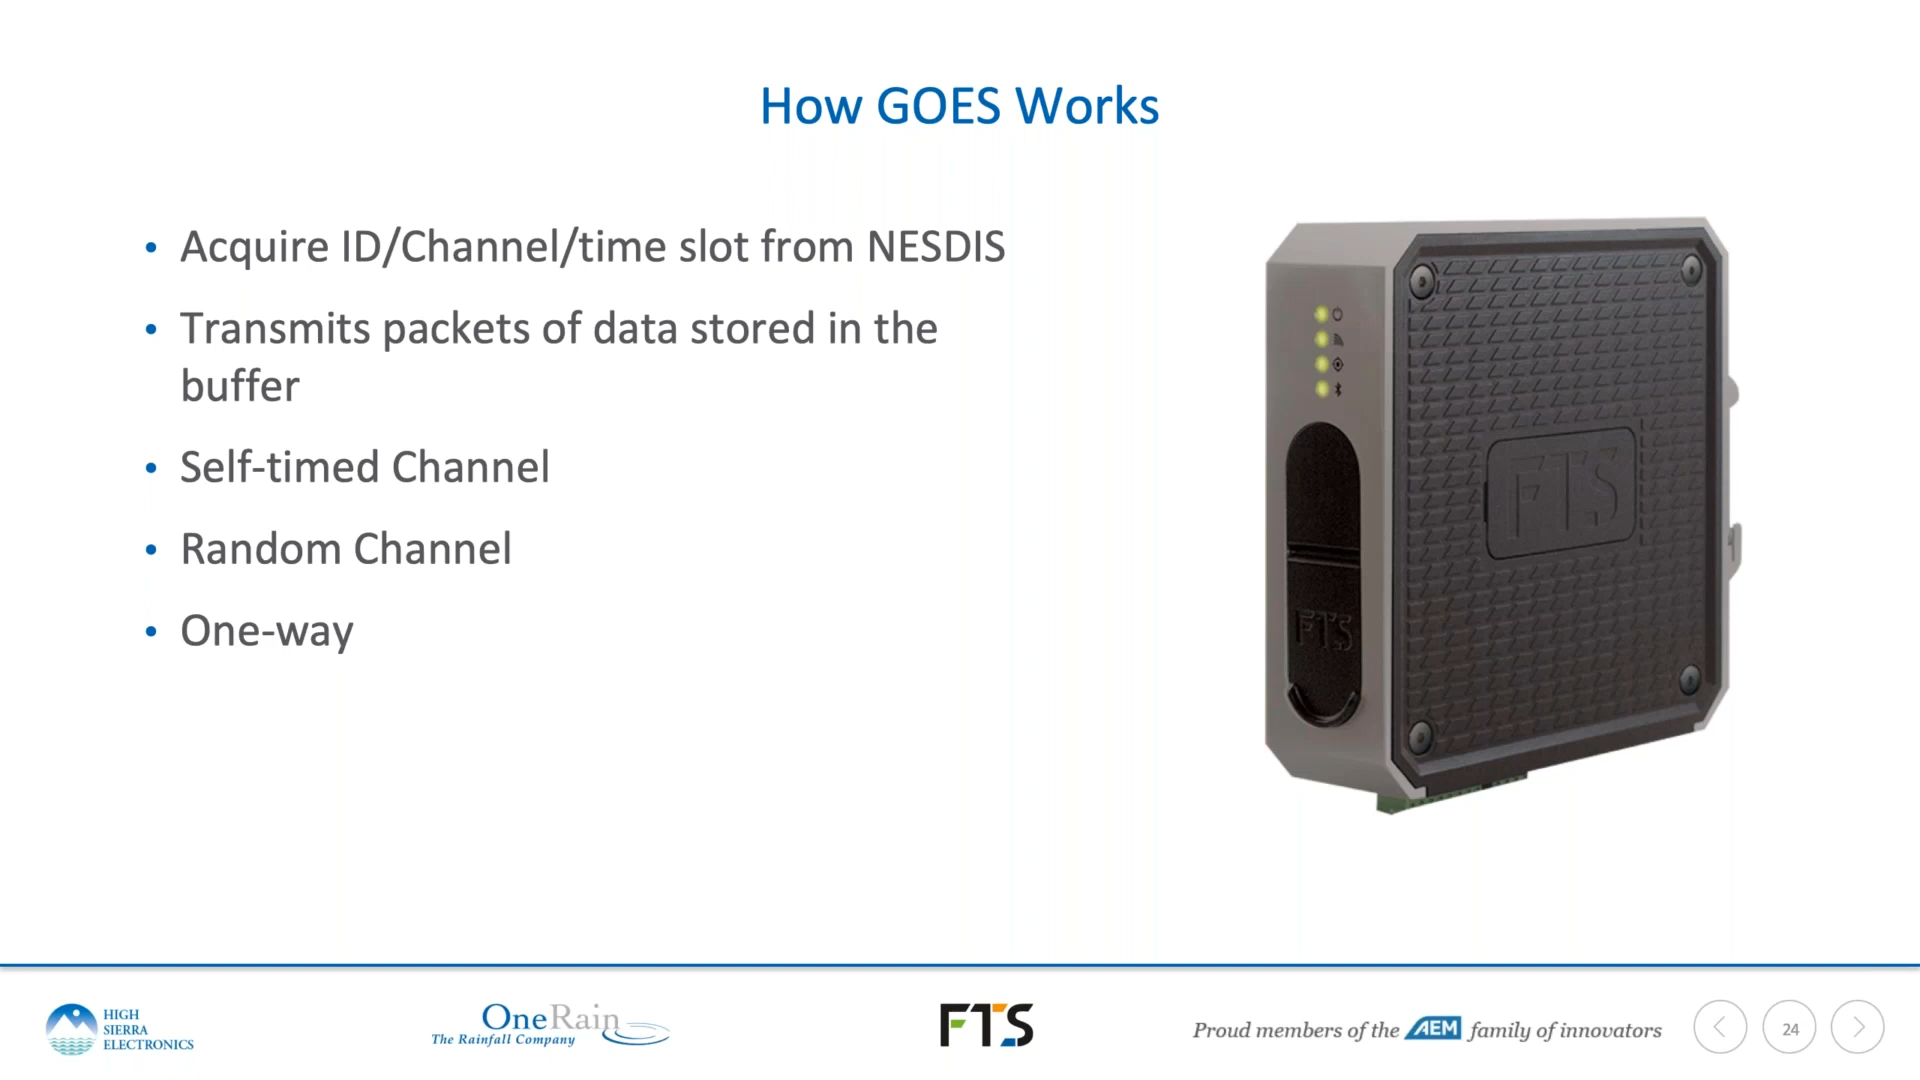 How GOES Works
• Acquire ID/Channel/time slot from NESDIS
• Transmits packets of data stored in the
buffer
• Self-timed Channel
• Random Channel
• One-way
FTS
FTS
HIGH
SIERRA
ELECTRONICS
OneRain
The Rainfall Company
FTS
Proud members of the AEM family of innovators
24